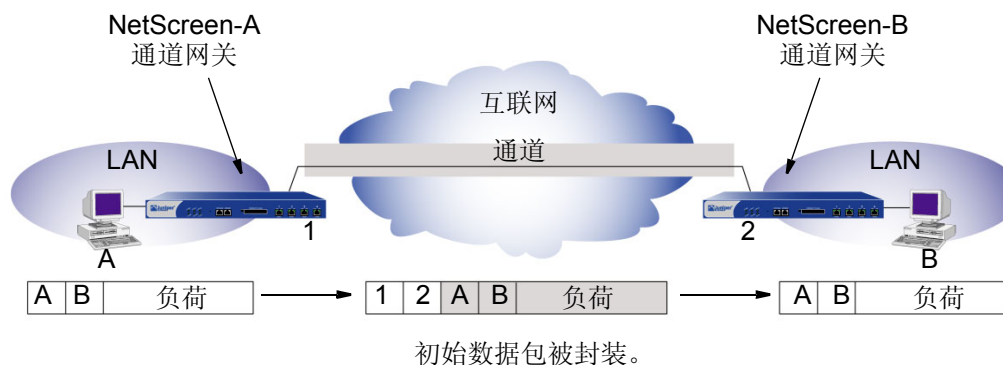 NetScreen-A
通道网关
NetScreen-B
通道网关
互联网
通道
LAN
LAN
1
2
A
B
A B 负荷
1 2 A B 负荷
A B 负荷
初始数据包被封装。